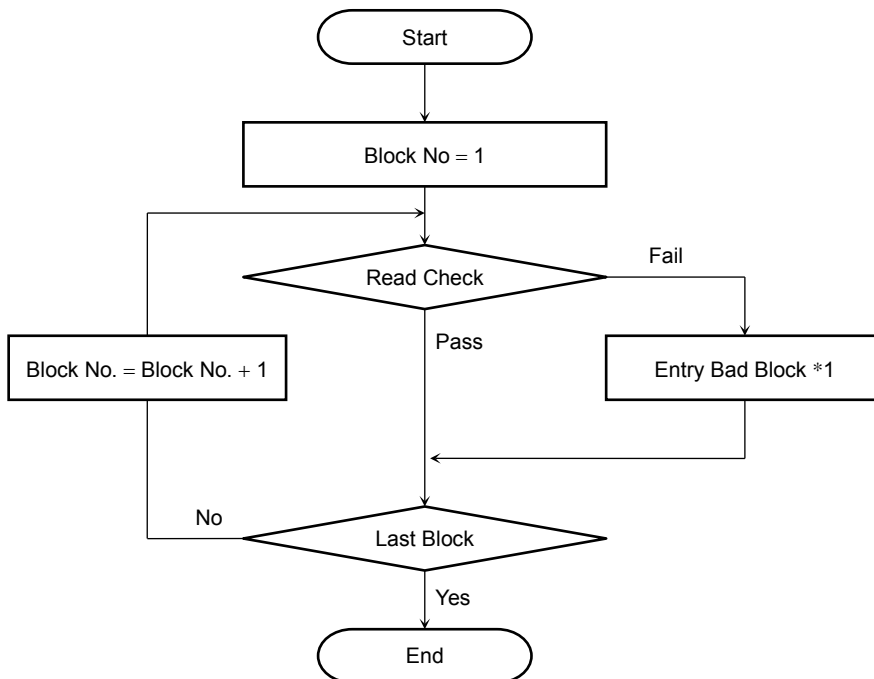 Start
Block No = 1
Read Check
Fail
Pass
Block No. = Block No. + 1
Entry Bad Block *1
No
Last Block
Yes
End